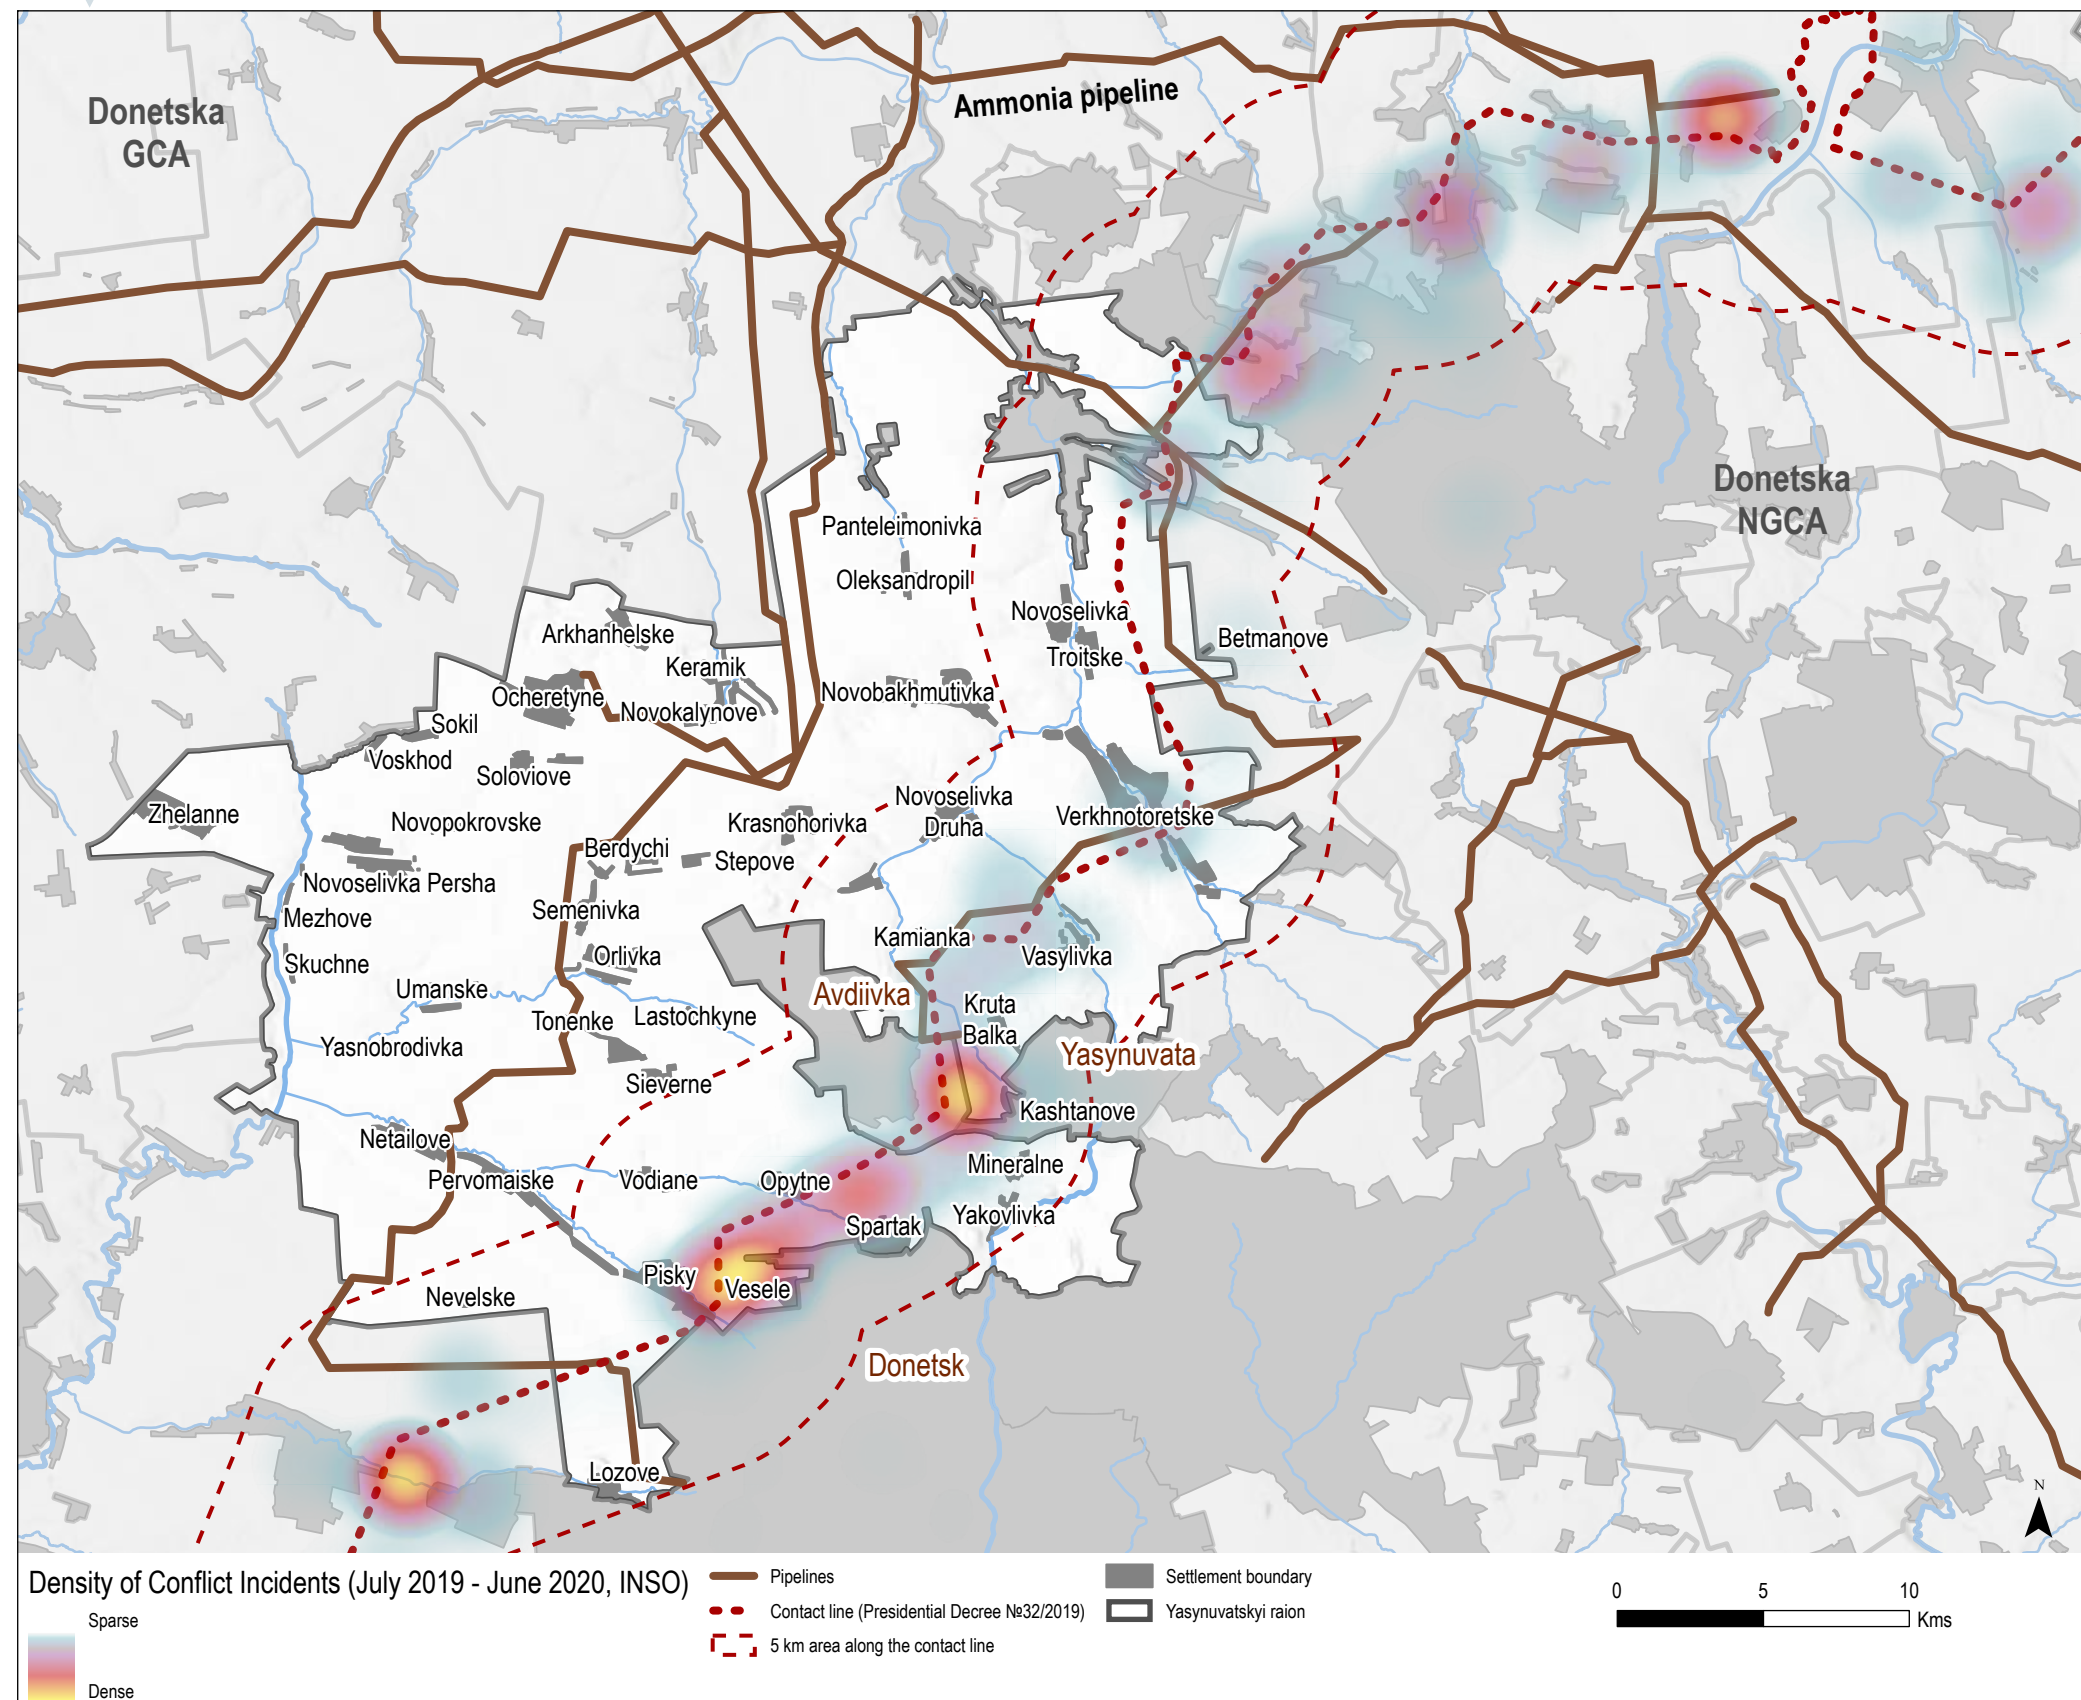 Donetska
GCA
Ammonia pipeline
Donetska
NGCA
Panteleimonivka
Oleksandropil
Novoselivka
Betmanove
Arkhanhelske
Troitske
Keramik
Ocheretyne
Novobakhmutivka
Novokalynove
Sokil
Voskhod
Soloviove
Zhelanne
Novoselivka
Druha
Verkhnotoretske
Novopokrovske
Krasnohorivka
Berdychi
Stepove
Novoselivka Persha
Semenivka
Mezhove
Kamianka
Orlivka
Vasylivka
Skuchne
Umanske
Avdiivka
Kruta
Balka
Lastochkyne
Tonenke
Yasnobrodivka
Yasynuvata
Sieverne
Kashtanove
Netailove
Mineralne
Pervomaiske
Vodiane
Opytne
Yakovlivka
Spartak
Pisky
Vesele
Nevelske
Donetsk
Lozove
N
Density of Conflict Incidents (July 2019 - June 2020, INSO)
Sparse
Dense
Pipelines
Contact line (Presidential Decree №32/2019)
5 km area along the contact line
Settlement boundary
Yasynuvatskyi raion
0 5 10
Kms